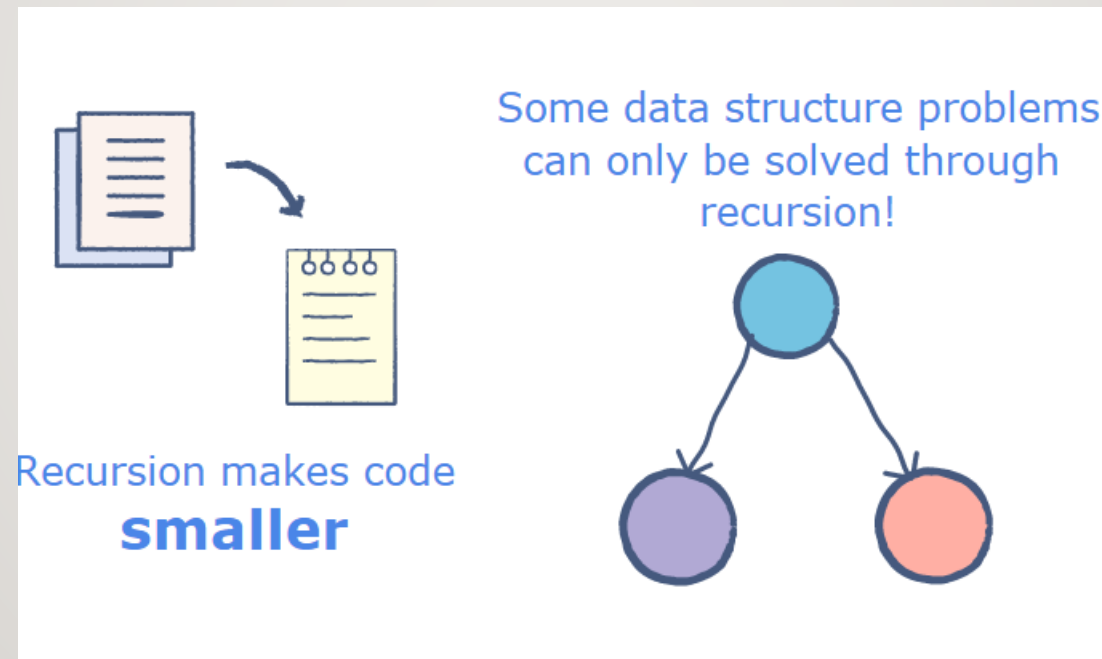 Some data structure problems
can only be solved through
recursion!
Recursion makes code
smaller